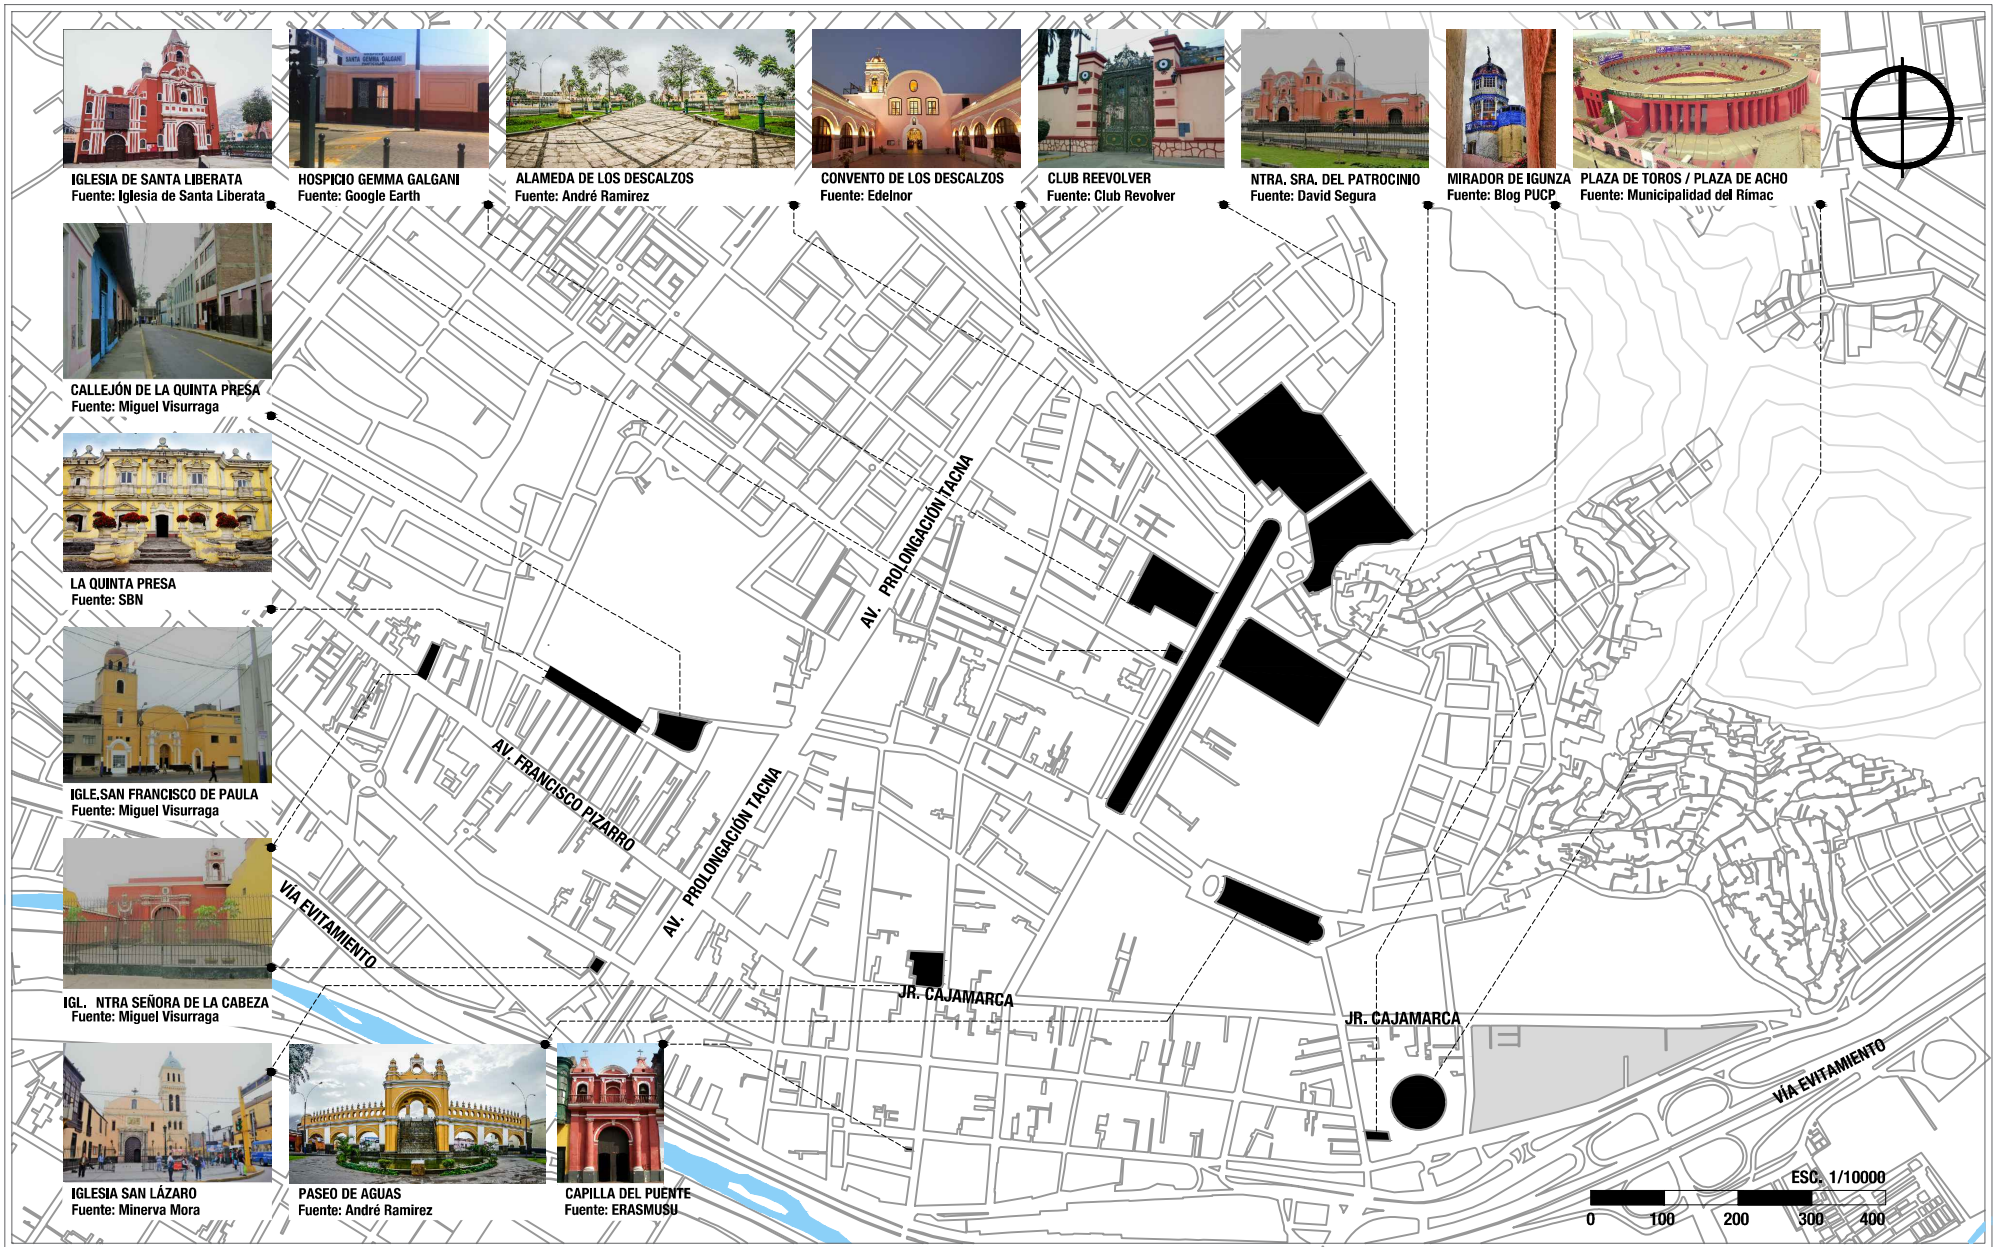 IGLESIA DE SANTA LIBERATA
Fuente: Iglesia de Santa Liberata
SANTA GEMMA GALGANI
HOSPICIO GEMMA GALGANI
Fuente: Google Earth
ALAMEDA DE LOS DESCALZOS
Fuente: André Ramirez
CONVENTO DE LOS DESCALZOS
Fuente: Edelnor
CLUB REEVOLVER
Fuente: Club Revolver
NTRA. SRA. DEL PATROCINIO
Fuente: David Segura
MIRADOR DE IGUNZA
Fuente: Blog PUCP
PLAZA DE TOROS / PLAZA DE ACHO
Fuente: Municipalidad del Rímac
CALLEJÓN DE LA QUINTA PRESA
Fuente: Miguel Visurraga
LA QUINTA PRESA
Fuente: SBN
IGLE.SAN FRANCISCO DE PAULA
Fuente: Miguel Visurraga
IGL. NTRA SEÑORA DE LA CABEZA
Fuente: Miguel Visurraga
IGLESIA SAN LÁZARO
Fuente: Minerva Mora
PASEO DE AGUAS
Fuente: André Ramirez
CAPILLA DEL PUENTE
Fuente: ERASMUSU
AV. PROLONGACIÓN TACNA
AV. FRANCISCO PIZARRO
AV. PROLONGACIÓN TACNA
VÍA EVITAMIENTO
JR. CAJAMARCA
JR. CAJAMARCA
VÍA EVITAMIENTO
ESC. 1/10000
0 100 200 300 400